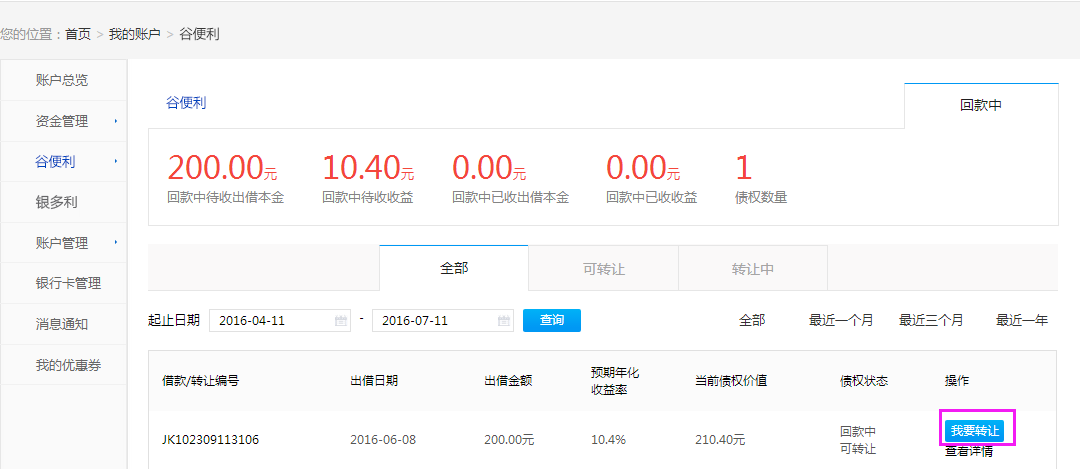 您的位置：首页 > 我的账户 > 谷便利
账户总览
资金管理
谷便利
银多利
账户管理
银行卡管理
消息通知
我的优惠券
谷便利
回款中
200.00元 10.40元 0.00元 0.00元 1
回款中待收出借本金 回款中待收收益 回款中已收出借本金 回款中已收收益 债权数量
全部 可转让 转让中
起止日期 2016-04-11 - 2016-07-11 查询 全部 最近一个月 最近三个月 最近一年
借款/转让编号 出借日期 出借金额 预期年化收益率 当前债权价值 债权状态 操作
JK102309113106 2016-06-08 200.00元 10.4% 210.40元 回款中 我要转让
可转让 查看详情